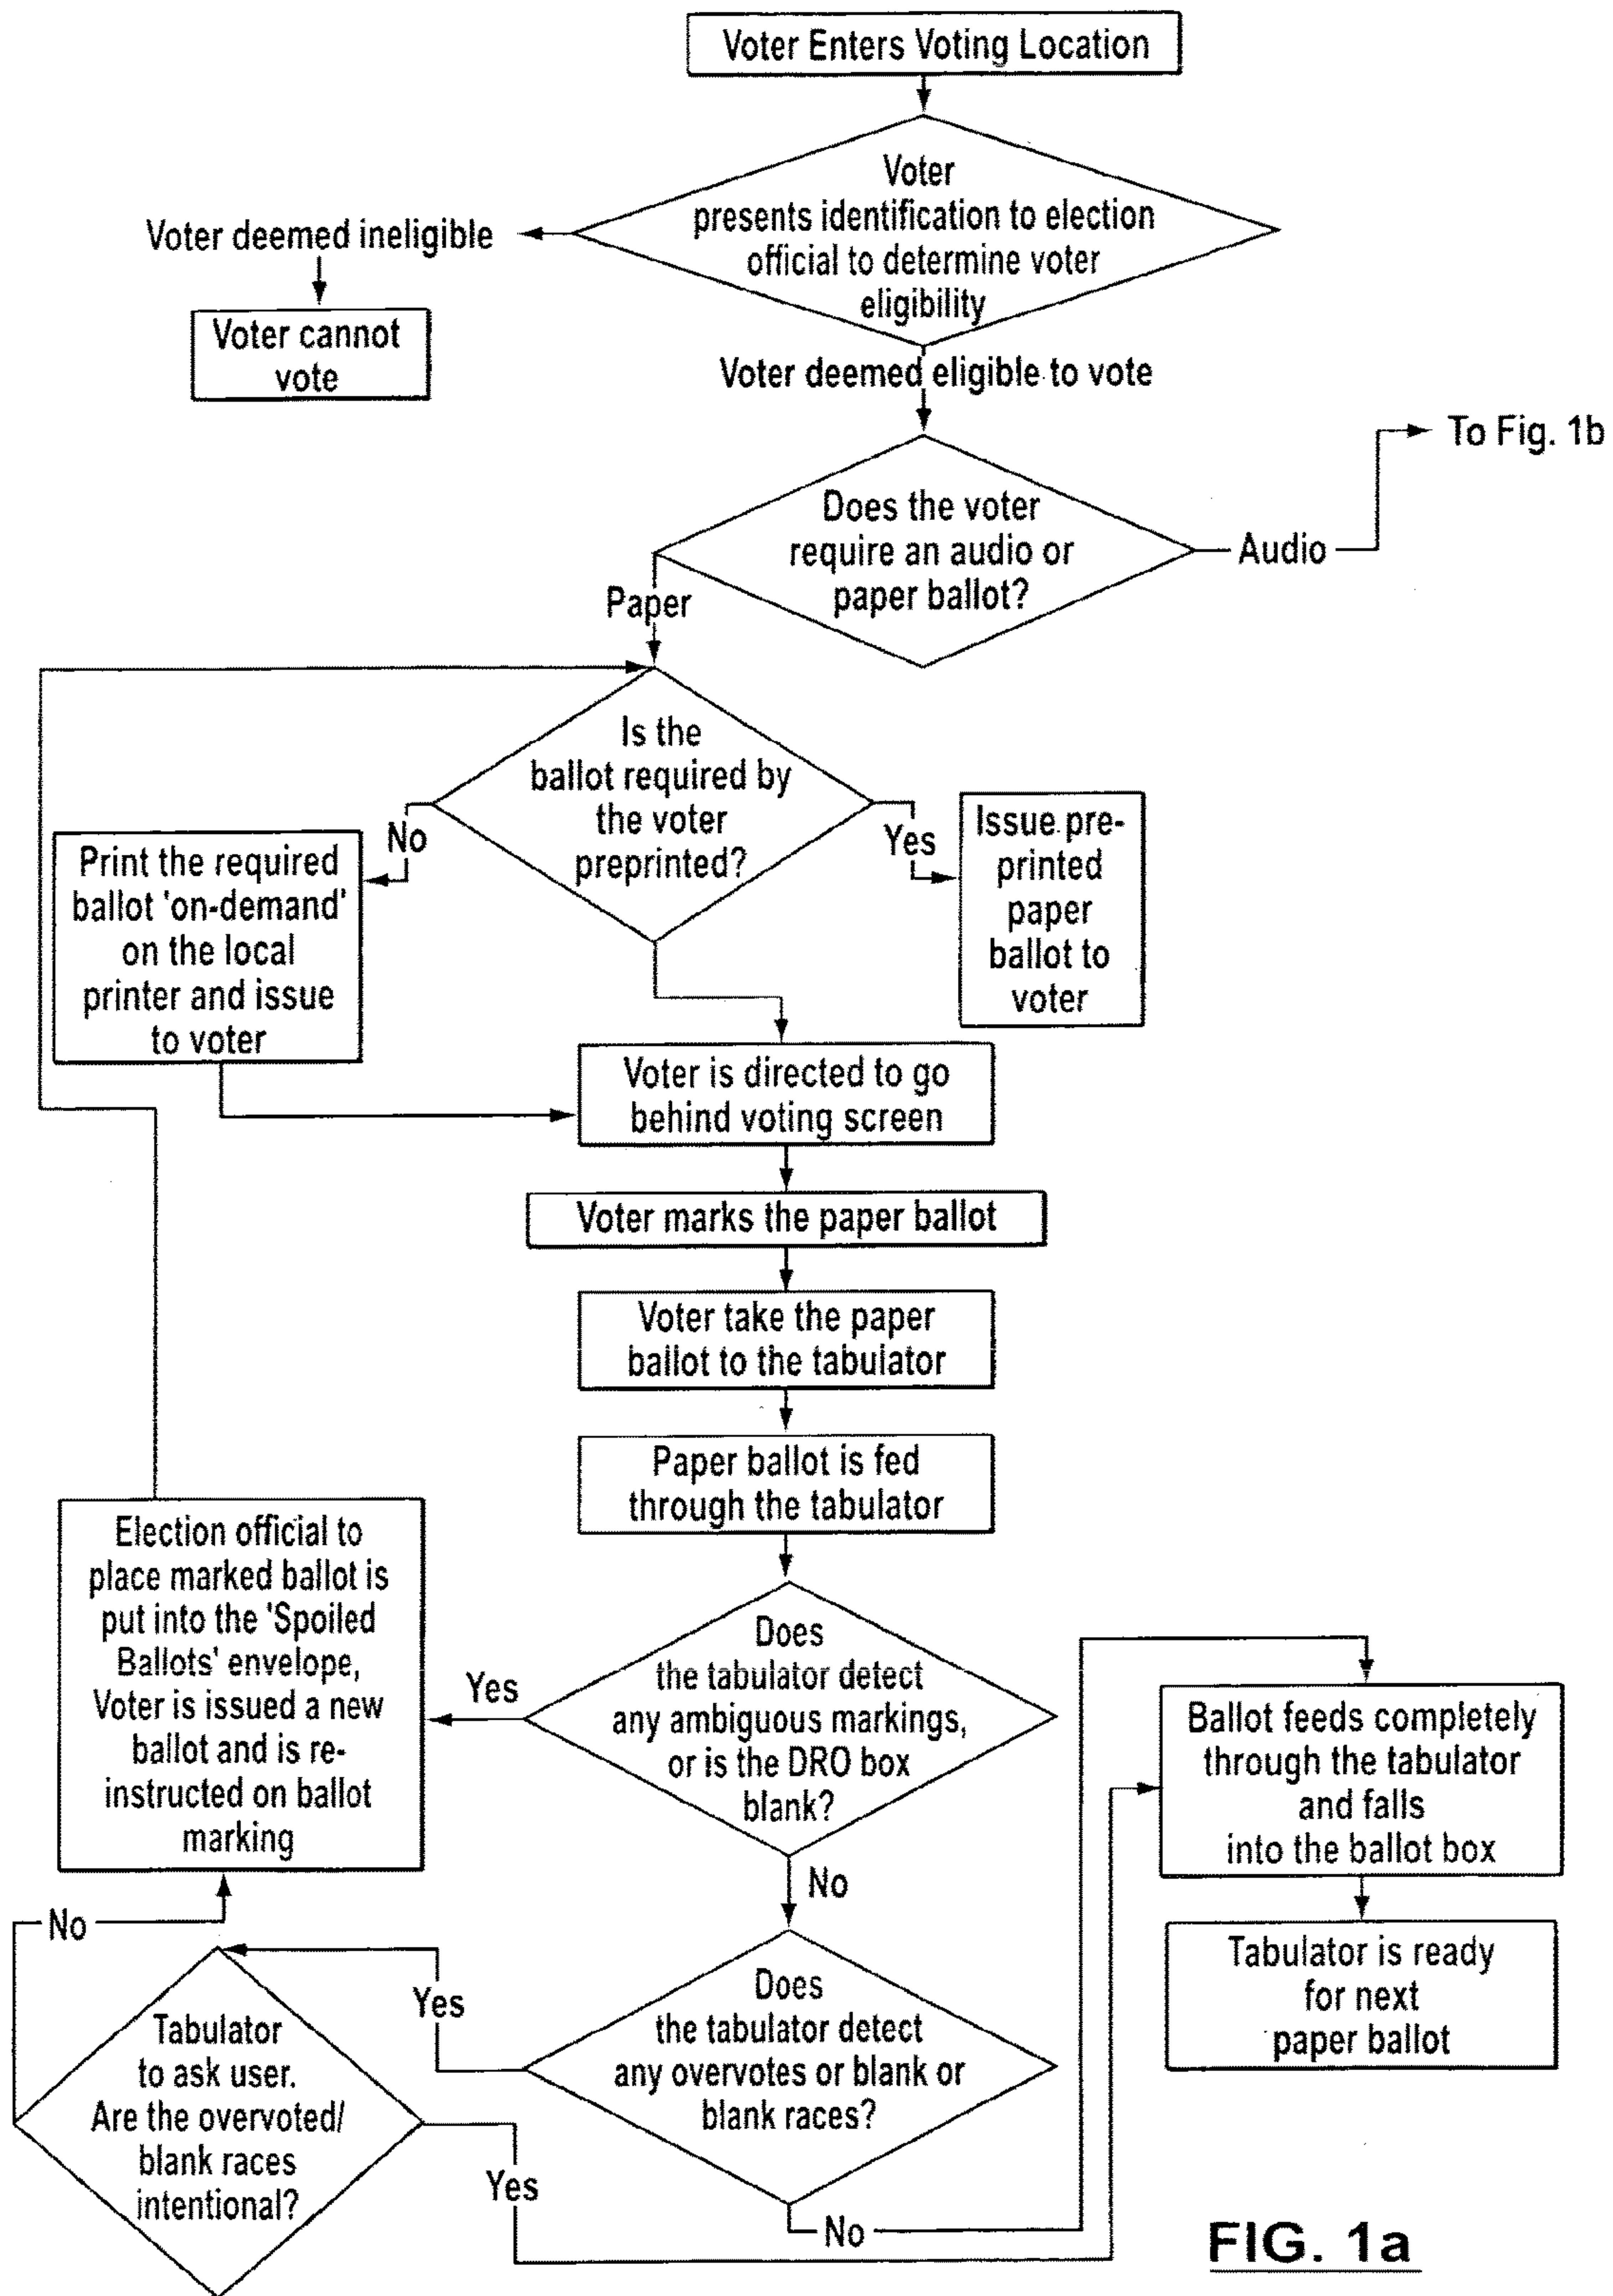 Voter Enters Voting Location
Voter
presents identification to election
official to determine voter
eligibility
Voter deemed ineligible
Voter cannot
vote
Voter deemed eligible to vote
To Fig. 1b
Does the voter
require an audio or
paper ballot?
Audio
Paper
Is the
ballot required by
the voter
preprinted?
No
Yes
Print the required
ballot 'on-demand'
on the local
printer and issue
to voter
Issue pre-
printed
paper
ballot to
voter
Voter is directed to go
behind voting screen
Voter marks the paper ballot
Voter take the paper
ballot to the tabulator
Paper ballot is fed
through the tabulator
Election official to
place marked ballot is
put into the 'Spoiled
Ballots' envelope,
Voter is issued a new
ballot and is re-
instructed on ballot
marking
Yes
Does
the tabulator detect
any ambiguous markings,
or is the DRO box
blank?
Ballot feeds completely
through the tabulator
and falls
into the ballot box
No
No
Tabulator is ready
for next
paper ballot
Yes
Does
the tabulator detect
any overvotes or blank or
blank races?
Tabulator
to ask user.
Are the overvoted/
blank races
intentional?
Yes
No
FIG. 1a